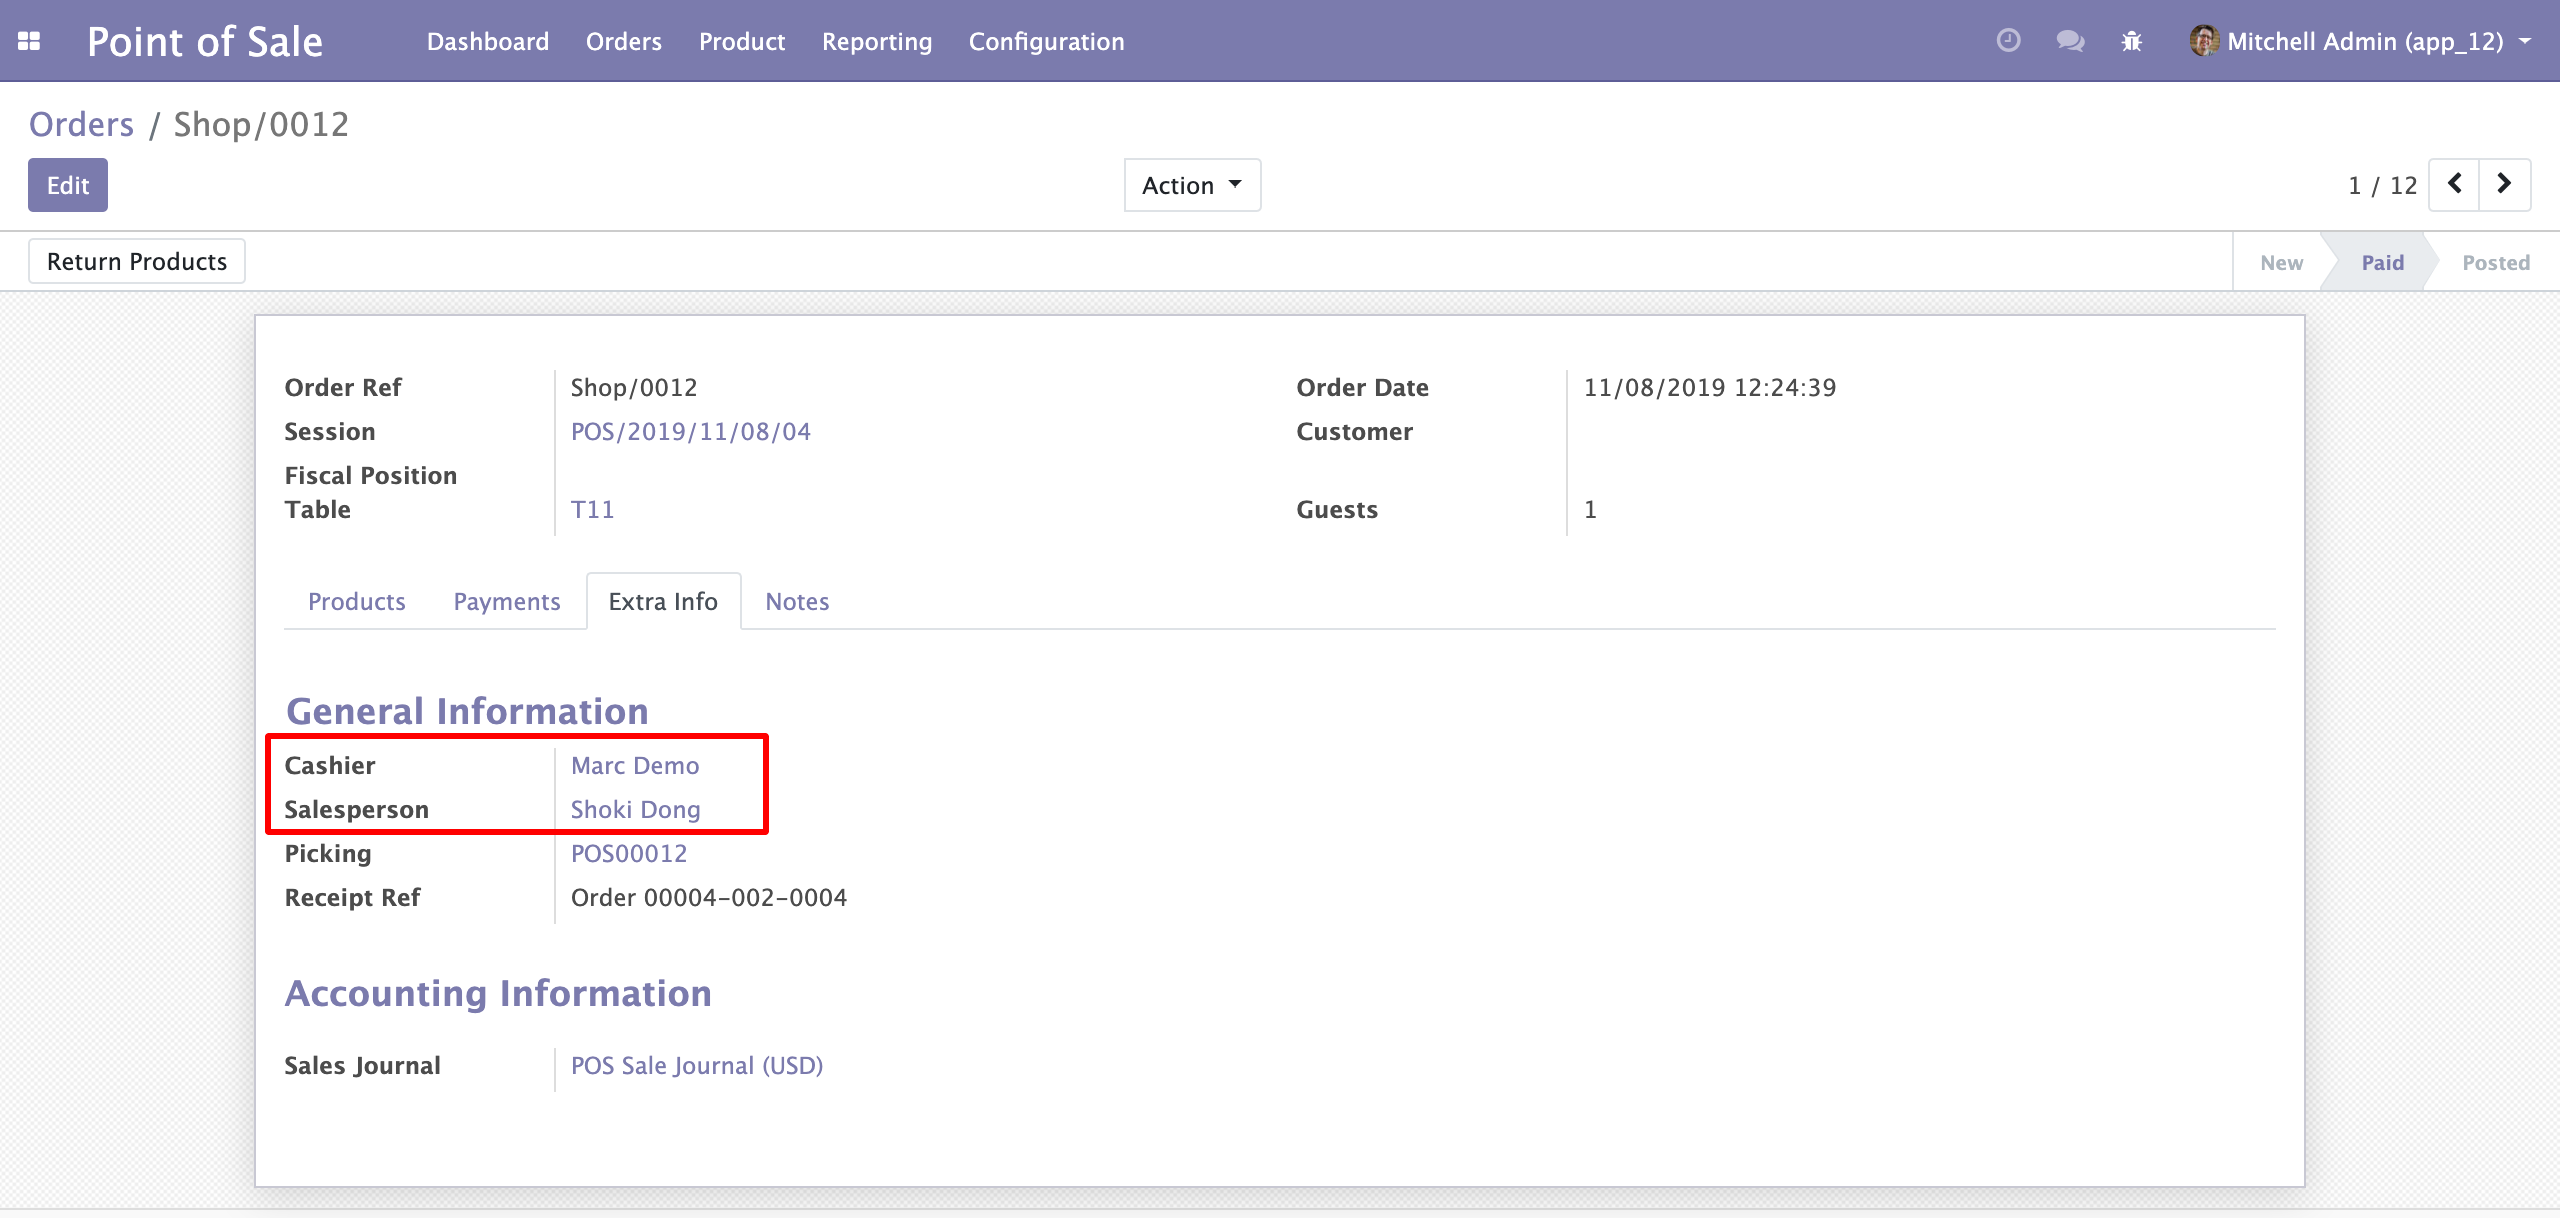 Point of Sale Dashboard Orders Product Reporting Configuration Mitchell Admin (app_12)
Orders / Shop/0012
Edit Action 1 / 12
Return Products New Paid Posted
Order Ref Shop/0012 Order Date 11/08/2019 12:24:39
Session POS/2019/11/08/04 Customer
Fiscal Position
Table T11 Guests 1
Products Payments Extra Info Notes
General Information
Cashier Marc Demo
Salesperson Shoki Dong
Picking POS00012
Receipt Ref Order 00004-002-0004
Accounting Information
Sales Journal POS Sale Journal (USD)